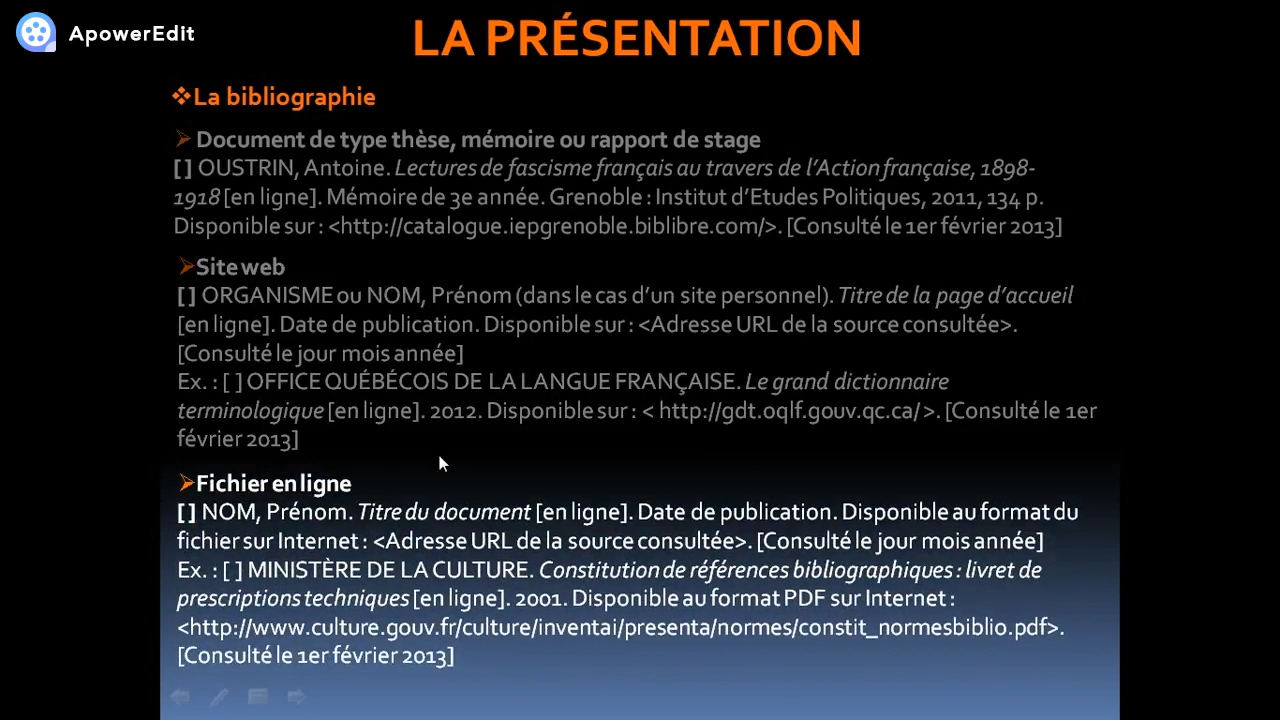 ApowerEdit
LA PRÉSENTATION
❖La bibliographie
➢ Document de type thèse, mémoire ou rapport de stage
[ ] OUSTRIN, Antoine. Lectures de fascisme français au travers de l'Action française, 1898-
1918 [en ligne]. Mémoire de 3e année. Grenoble : Institut d'Etudes Politiques, 2011, 134 p.
Disponible sur : <http://catalogue.iepgrenoble.biblibre.com/>. [Consulté le 1er février 2013]
➢Site web
[ ] ORGANISME ou NOM, Prénom (dans le cas d'un site personnel). Titre de la page d'accueil
[en ligne]. Date de publication. Disponible sur : <Adresse URL de la source consultée>.
[Consulté le jour mois année]
Ex. : [ ] OFFICE QUÉBÉCOIS DE LA LANGUE FRANÇAISE. Le grand dictionnaire
terminologique [en ligne]. 2012. Disponible sur : < http://gdt.oqlf.gouv.qc.ca/ >. [Consulté le 1er
février 2013]
➢Fichier en ligne
[ ] NOM, Prénom. Titre du document [en ligne]. Date de publication. Disponible au format du
fichier sur Internet : <Adresse URL de la source consultée>. [Consulté le jour mois année]
Ex. : [ ] MINISTÈRE DE LA CULTURE. Constitution de références bibliographiques : livret de
prescriptions techniques [en ligne]. 2001. Disponible au format PDF sur Internet :
<http://www.culture.gouv.fr/culture/inventai/presenta/normes/constit_normesbiblio.pdf>.
[Consulté le 1er février 2013]